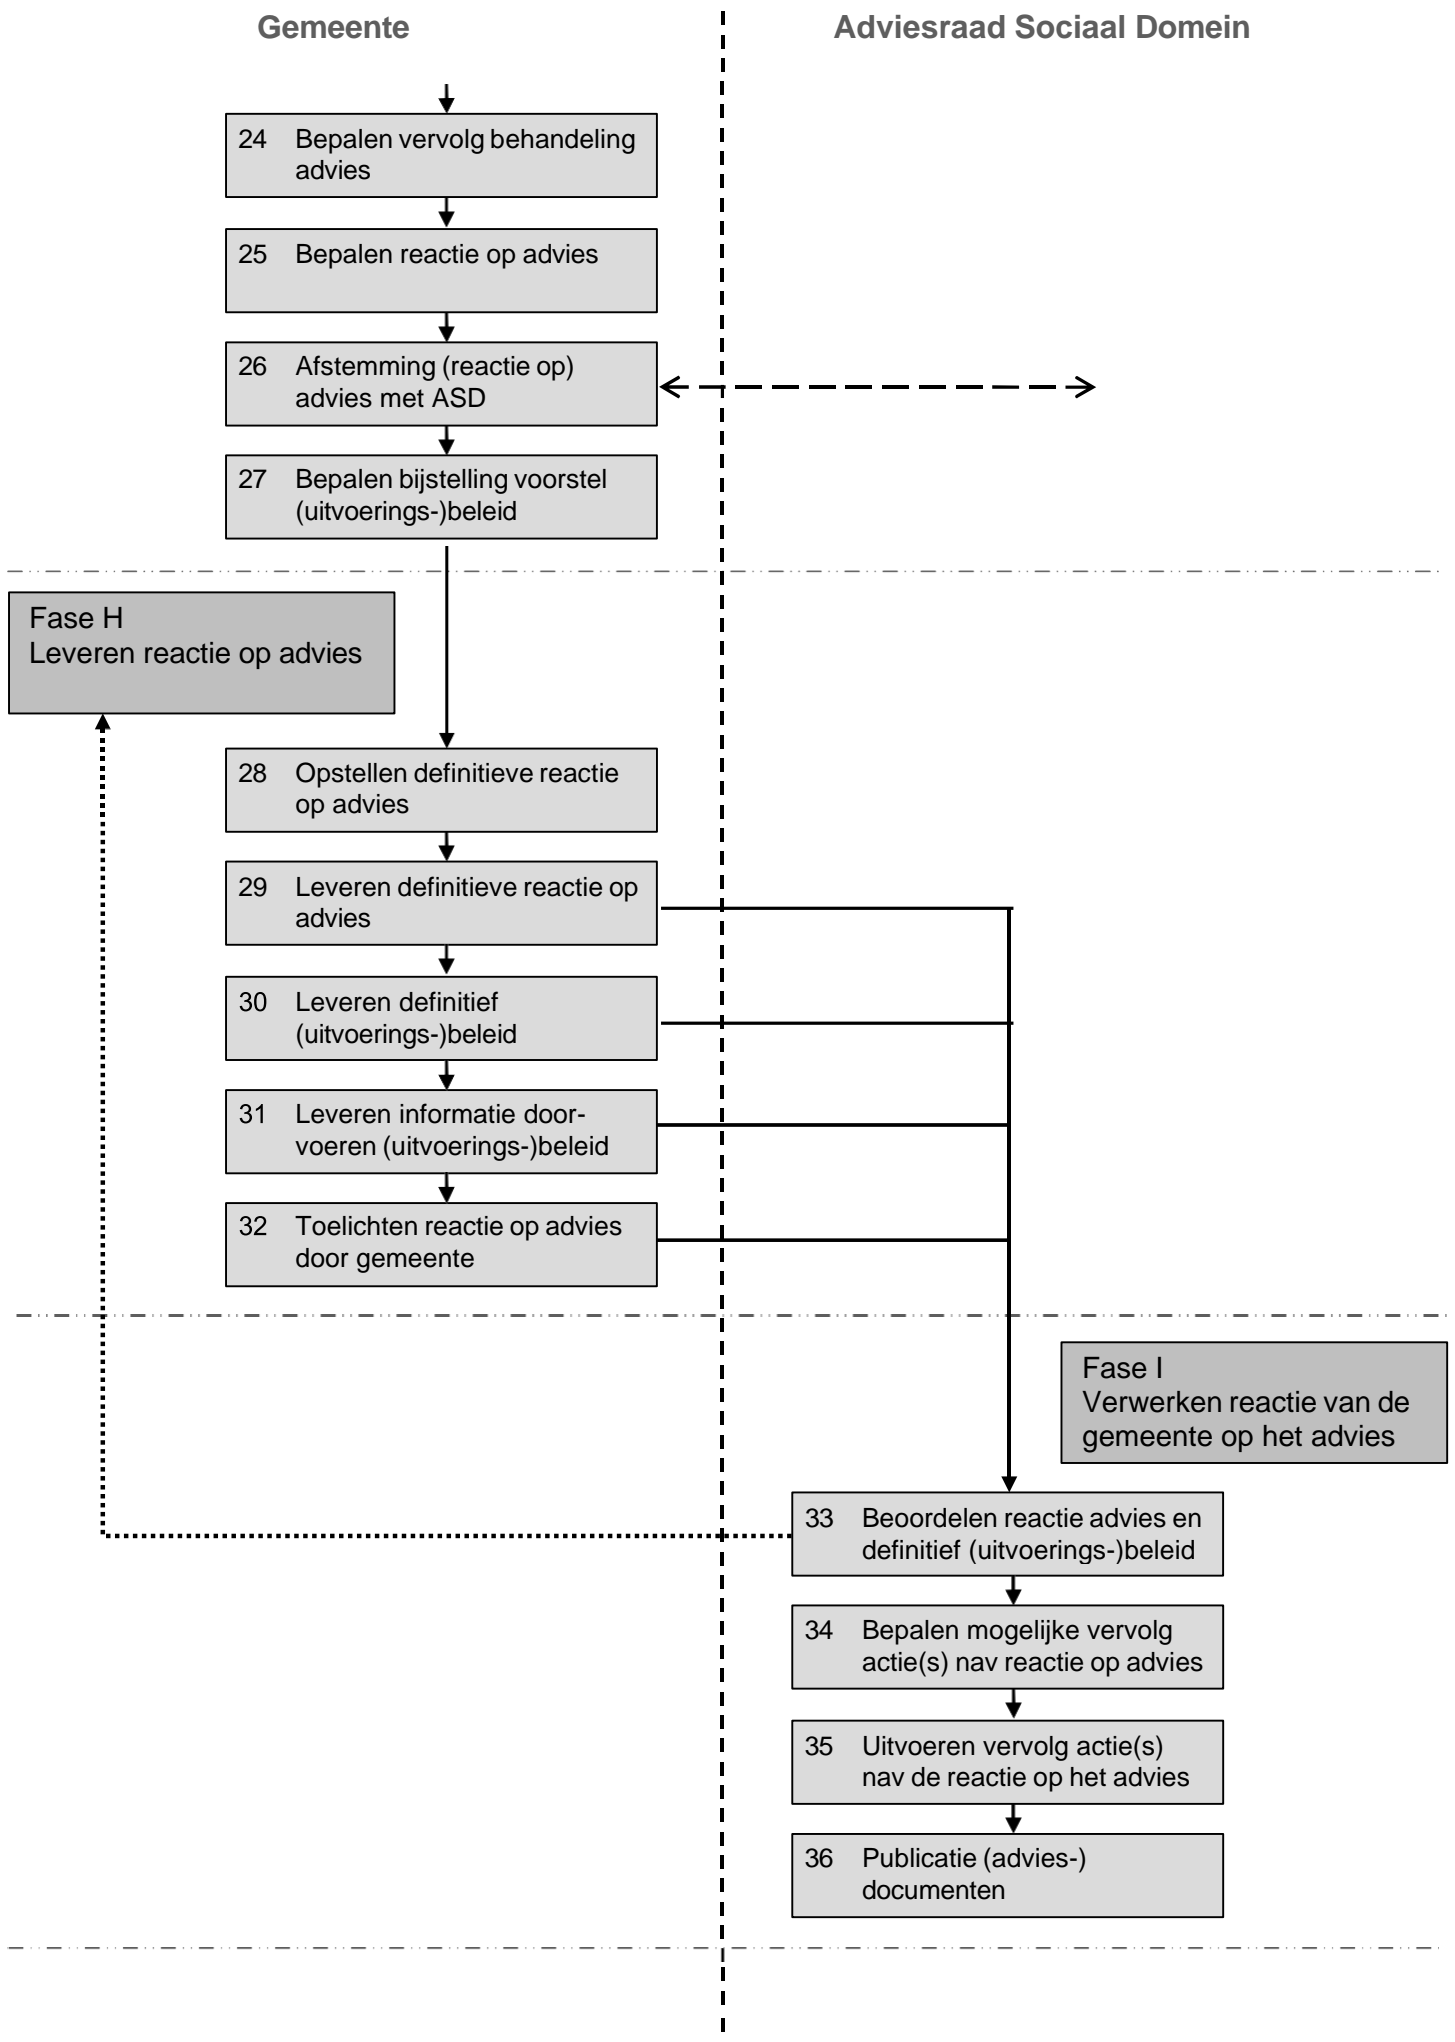 Gemeente
Adviesraad Sociaal Domein
24 Bepalen vervolg behandeling
advies
25 Bepalen reactie op advies
26 Afstemming (reactie op)
advies met ASD
27 Bepalen bijstelling voorstel
(uitvoerings-)beleid
Fase H
Leveren reactie op advies
28 Opstellen definitieve reactie
op advies
29 Leveren definitieve reactie op
advies
30 Leveren definitief
(uitvoerings-)beleid
31 Leveren informatie door-
voeren (uitvoerings-)beleid
32 Toelichten reactie op advies
door gemeente
Fase I
Verwerken reactie van de
gemeente op het advies
33 Beoordelen reactie advies en
definitief (uitvoerings-)beleid
34 Bepalen mogelijke vervolg
actie(s) nav reactie op advies
35 Uitvoeren vervolg actie(s)
nav de reactie op het advies
36 Publicatie (advies-)
documenten